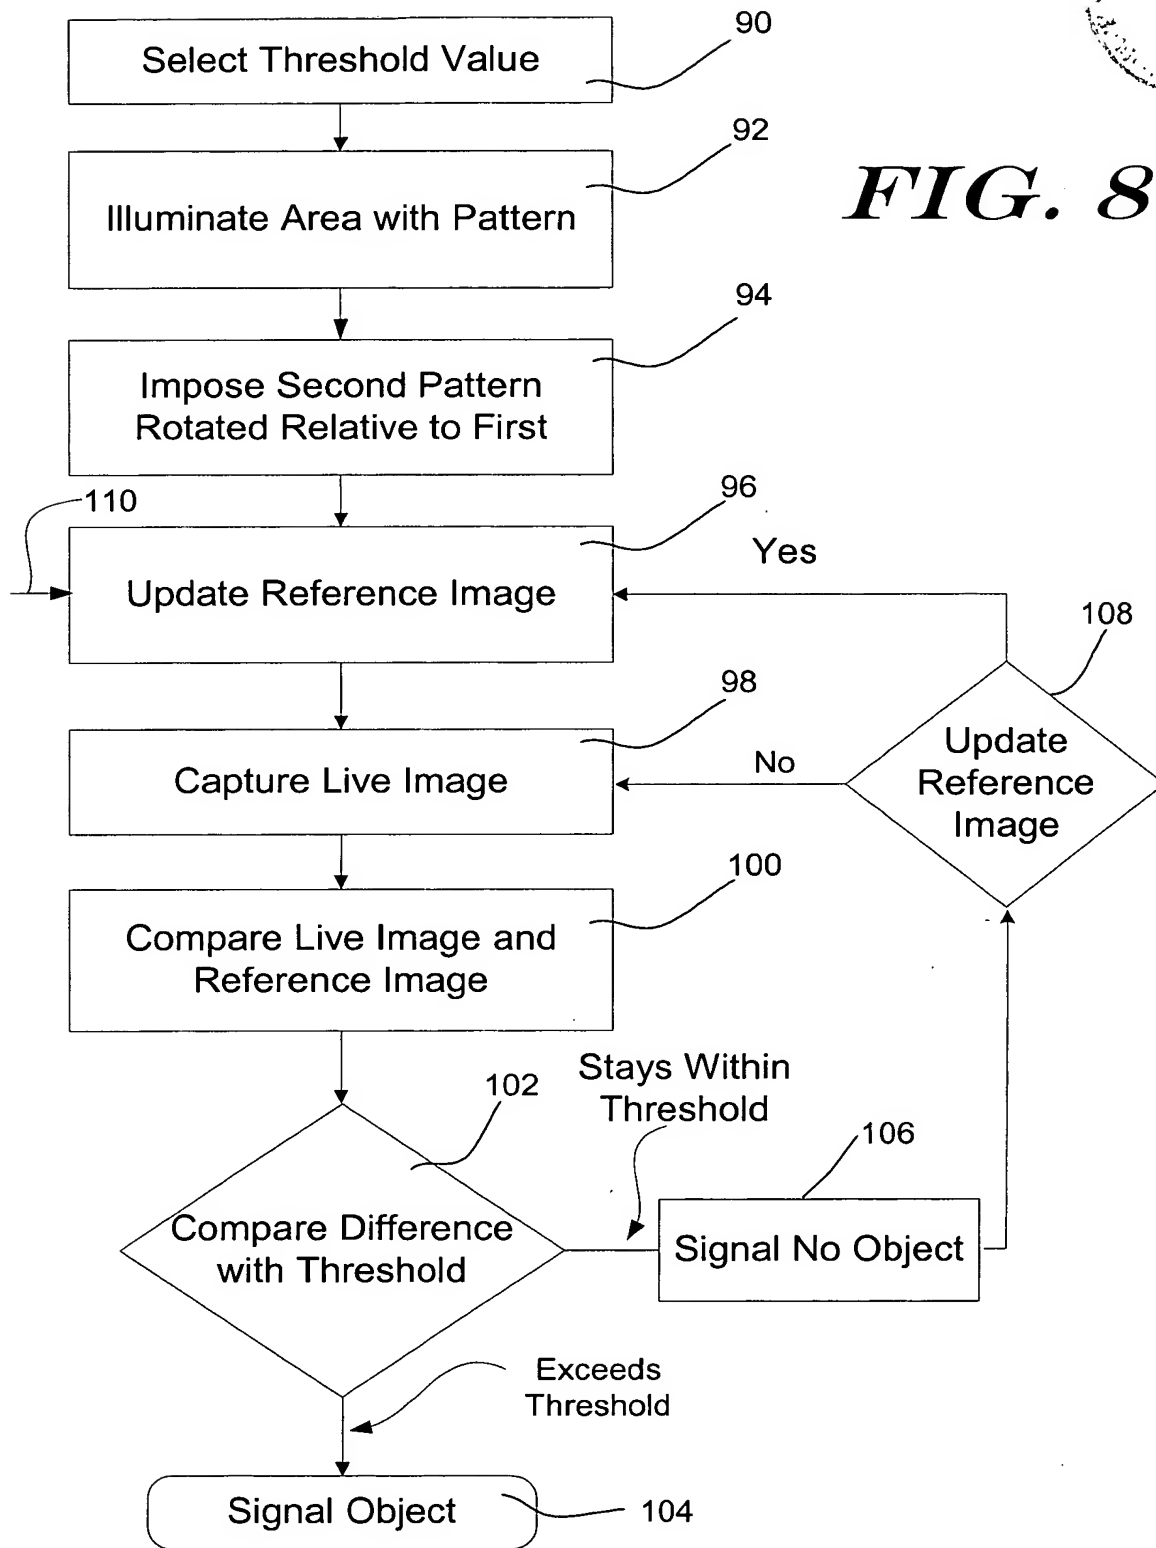 90
Select Threshold Value
92
FIG. 8
Illuminate Area with Pattern
94
Impose Second Pattern
Rotated Relative to First
110
96
Yes
Update Reference Image
108
98
Update
Reference
Image
No
Capture Live Image
100
Compare Live Image and
Reference Image
Stays Within
Threshold
102
106
Compare Difference
with Threshold
Signal No Object
Exceeds
Threshold
Signal Object
104